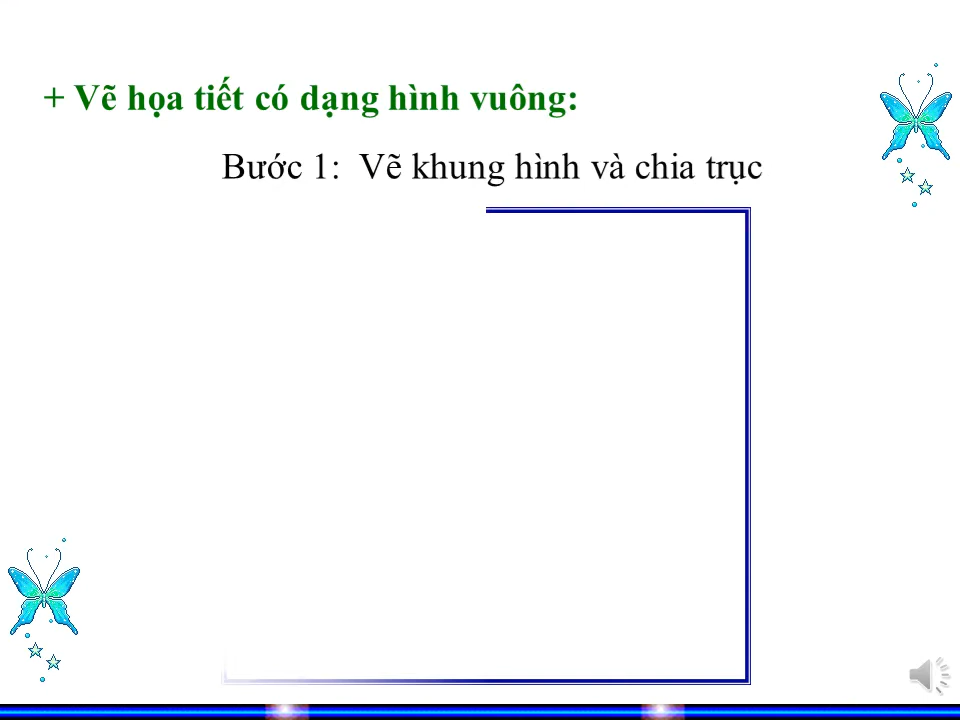 + Vẽ họa tiết có dạng hình vuông:
Bước 1: Vẽ khung hình và chia trục